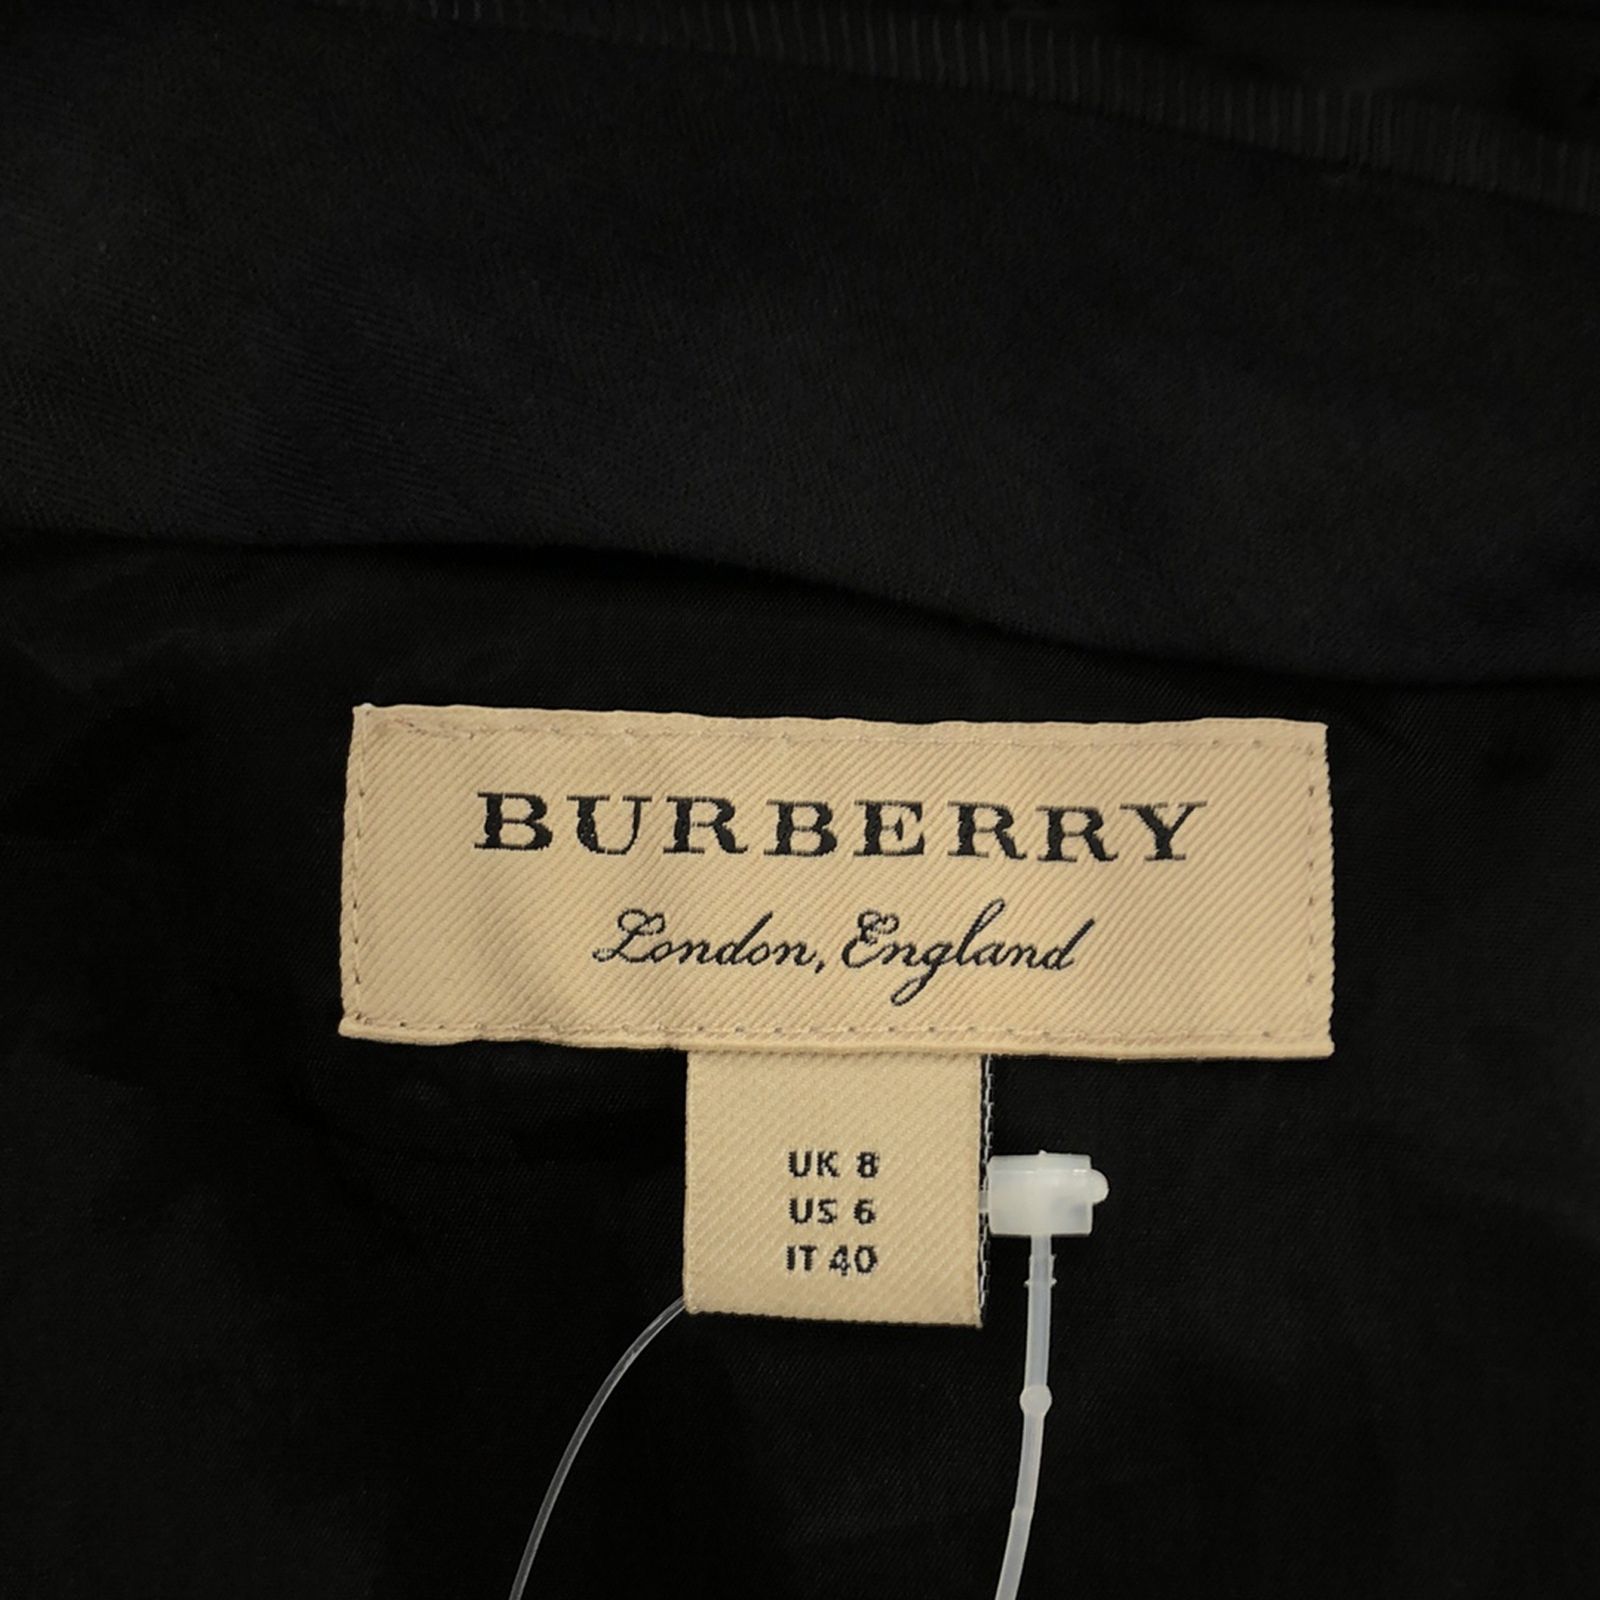 BURBERRY
London, England
UK 8
US 6
IT 40